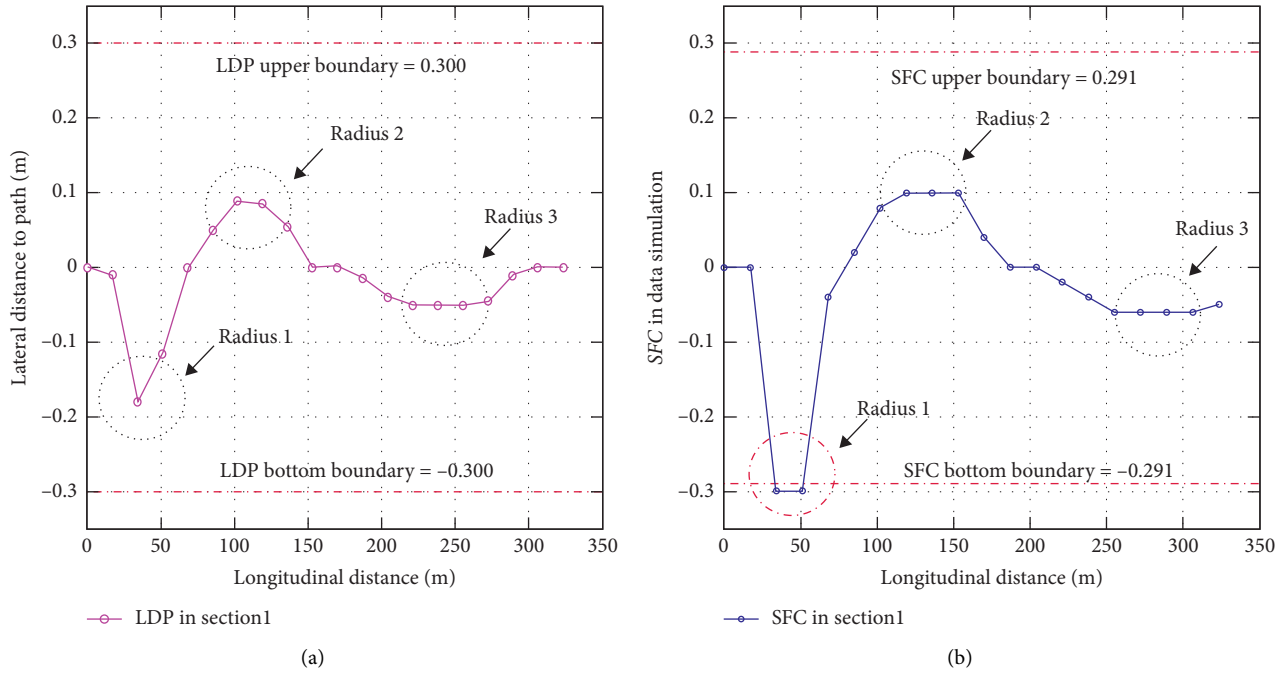 0.3
0.2
0.1
0
–0.1
–0.2
–0.3
Lateral distance to path (m)
LDP upper boundary = 0.300
Radius 2
Radius 3
Radius 1
LDP bottom boundary = –0.300
0 50 100 150 200 250 300 350
Longitudinal distance (m)
LDP in section1
(a)
0.3
0.2
0.1
0
–0.1
–0.2
–0.3
SFC in data simulation
SFC upper boundary = 0.291
Radius 2
Radius 3
Radius 1
SFC bottom boundary = –0.291
0 50 100 150 200 250 300 350
Longitudinal distance (m)
SFC in section1
(b)